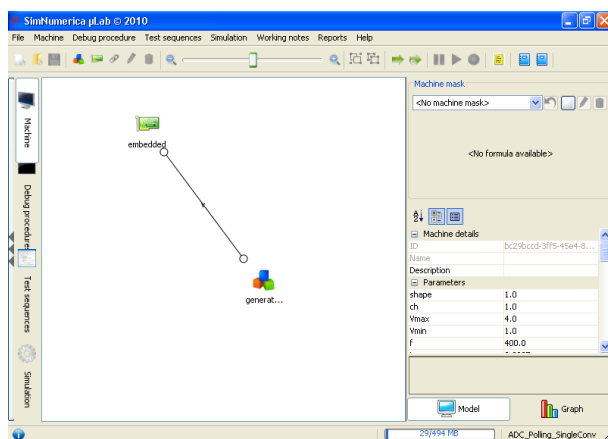 SimNumerica µLab © 2010
File Machine Debug procedure Test sequences Simulation Working notes Reports Help
Machine
Debug procedures
Test sequences
Simulation
embedded
generat...
Machine mask
<No machine mask>
<No formula available>
Machine details
ID bc29bccd-3ff5-45e4-8...
Name
Description
Parameters
shape 1.0
ch 1.0
Vmax 4.0
Vmin 1.0
f 400.0
Model Graph
29/494 MB ADC_Polling_SingleConv